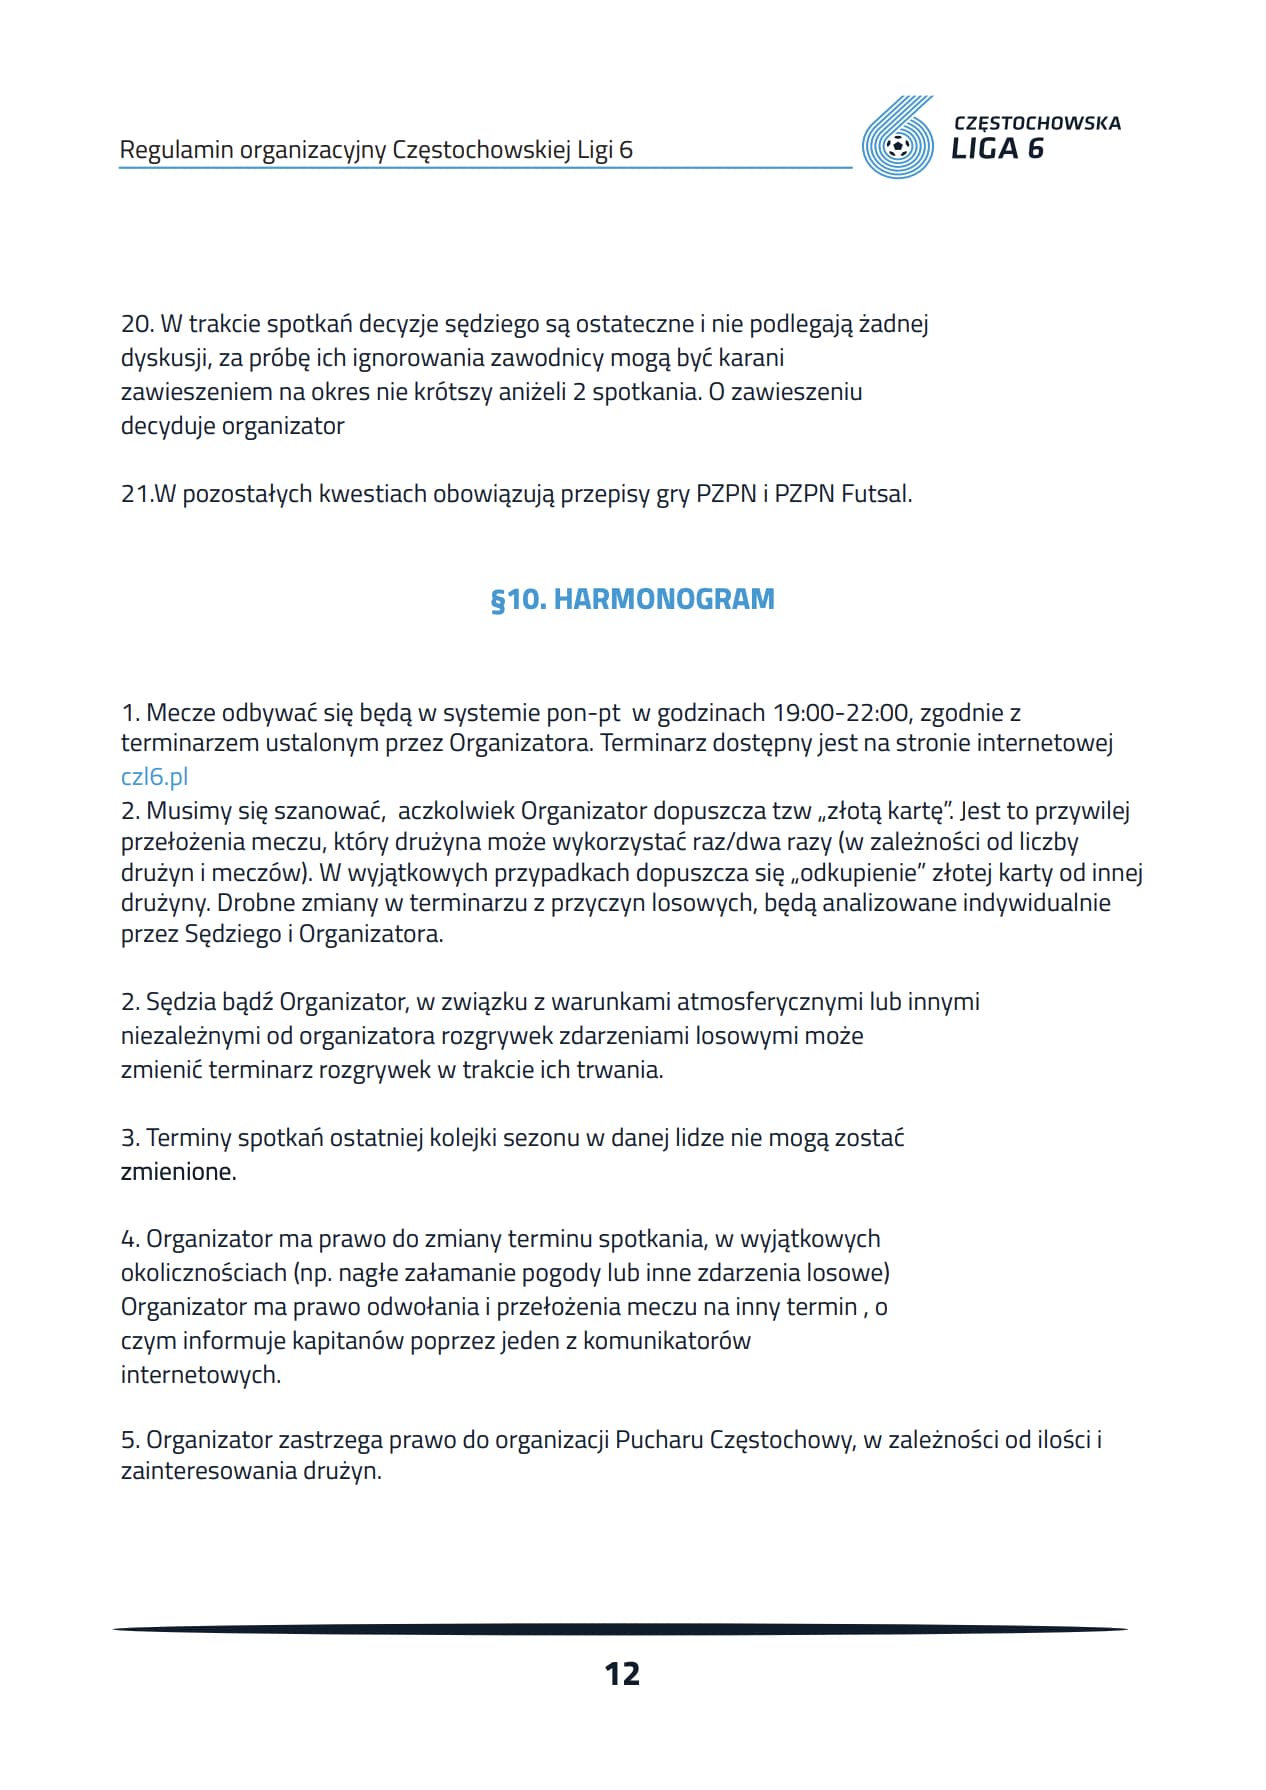 Regulamin organizacyjny Częstochowskiej Ligi 6
CZĘSTOCHOWSKA
LIGA 6
20. W trakcie spotkań decyzje sędziego są ostateczne i nie podlegają żadnej
dyskusji, za próbę ich ignorowania zawodnicy mogą być karani
zawieszeniem na okres nie krótszy aniżeli 2 spotkania. O zawieszeniu
decyduje organizator
21.W pozostałych kwestiach obowiązują przepisy gry PZPN i PZPN Futsal.
§10. HARMONOGRAM
1. Mecze odbywać się będą w systemie pon-pt  w godzinach 19:00-22:00, zgodnie z
terminarzem ustalonym przez Organizatora. Terminarz dostępny jest na stronie internetowej
czl6.pl
2. Musimy się szanować,  aczkolwiek Organizator dopuszcza tzw „złotą kartę”. Jest to przywilej
przełożenia meczu, który drużyna może wykorzystać raz/dwa razy (w zależności od liczby
drużyn i meczów). W wyjątkowych przypadkach dopuszcza się „odkupienie” złotej karty od innej
drużyny. Drobne zmiany w terminarzu z przyczyn losowych, będą analizowane indywidualnie
przez Sędziego i Organizatora.
2. Sędzia bądź Organizator, w związku z warunkami atmosferycznymi lub innymi
niezależnymi od organizatora rozgrywek zdarzeniami losowymi może
zmienić terminarz rozgrywek w trakcie ich trwania.
3. Terminy spotkań ostatniej kolejki sezonu w danej lidze nie mogą zostać
zmienione.
4. Organizator ma prawo do zmiany terminu spotkania, w wyjątkowych
okolicznościach (np. nagłe załamanie pogody lub inne zdarzenia losowe)
Organizator ma prawo odwołania i przełożenia meczu na inny termin , o
czym informuje kapitanów poprzez jeden z komunikatorów
internetowych.
5. Organizator zastrzega prawo do organizacji Pucharu Częstochowy, w zależności od ilości i
zainteresowania drużyn.
12